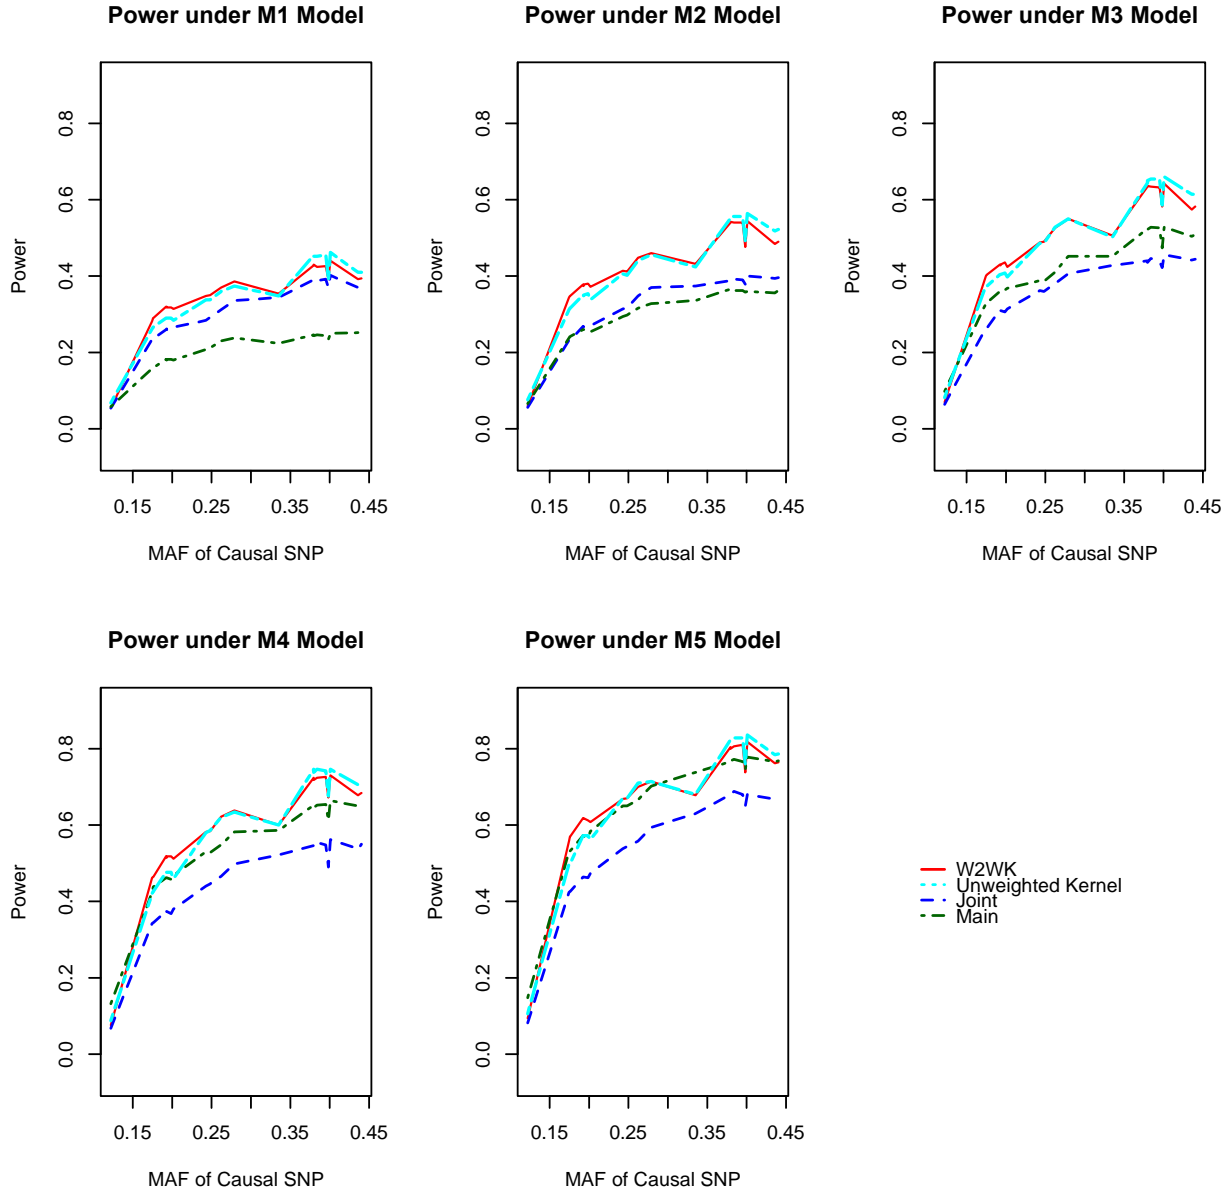 Power under M1 Model
Power under M2 Model
Power under M3 Model
Power
0.0 0.2 0.4 0.6 0.8
Power
0.0 0.2 0.4 0.6 0.8
Power
0.0 0.2 0.4 0.6 0.8
0.15 0.25 0.35 0.45
0.15 0.25 0.35 0.45
0.15 0.25 0.35 0.45
MAF of Causal SNP
MAF of Causal SNP
MAF of Causal SNP
Power under M4 Model
Power under M5 Model
Power
0.0 0.2 0.4 0.6 0.8
Power
0.0 0.2 0.4 0.6 0.8
W2WK
Unweighted Kernel
Joint
Main
0.15 0.25 0.35 0.45
0.15 0.25 0.35 0.45
MAF of Causal SNP
MAF of Causal SNP